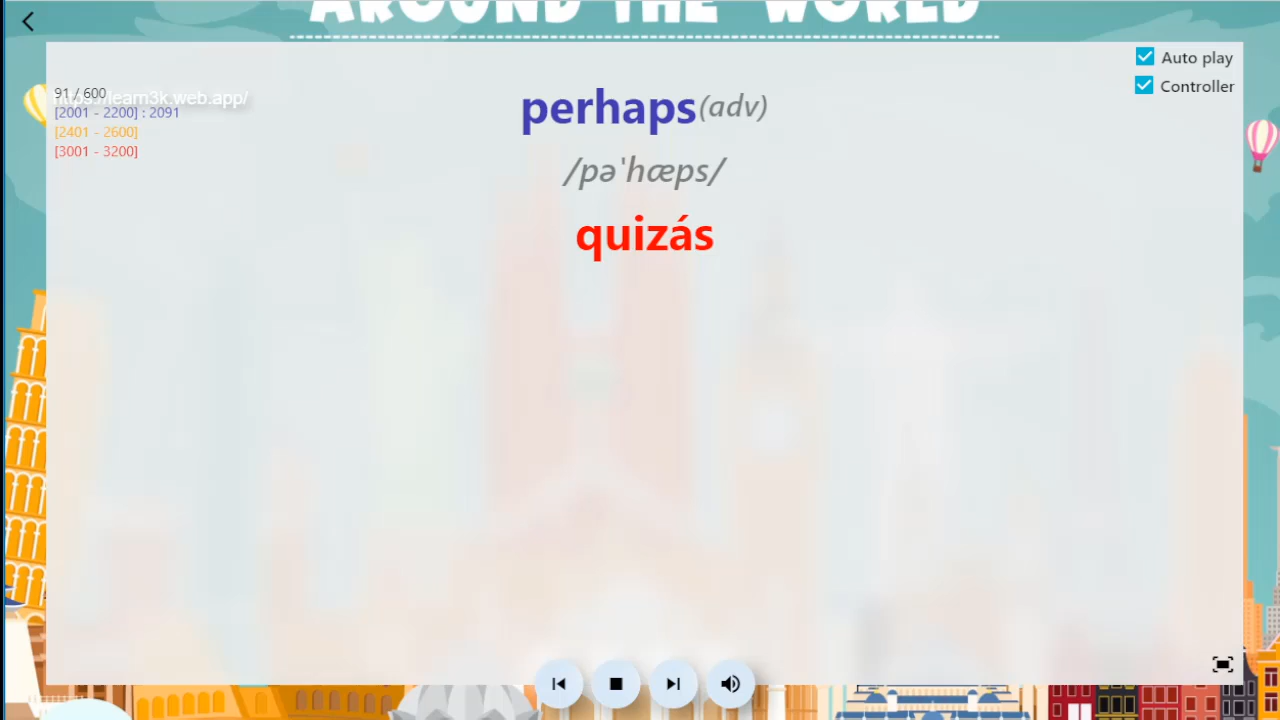 AROUND THE WORLD
Auto play
Controller
91 / 600
https://learn3k.web.app/
[2001 - 2200] : 2091
[2401 - 2600]
[3001 - 3200]
perhaps(adv)
/pəˈhæps/
quizás